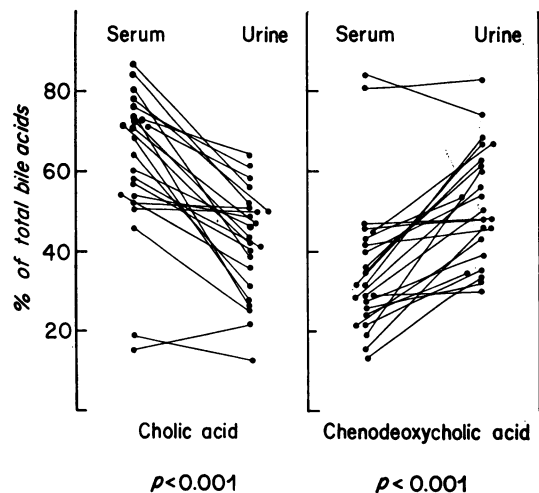 Serum Urine Serum Urine
80
60
40
20
% of total bile acids
Cholic acid Chenodeoxycholic acid
p<0.001 p<0.001